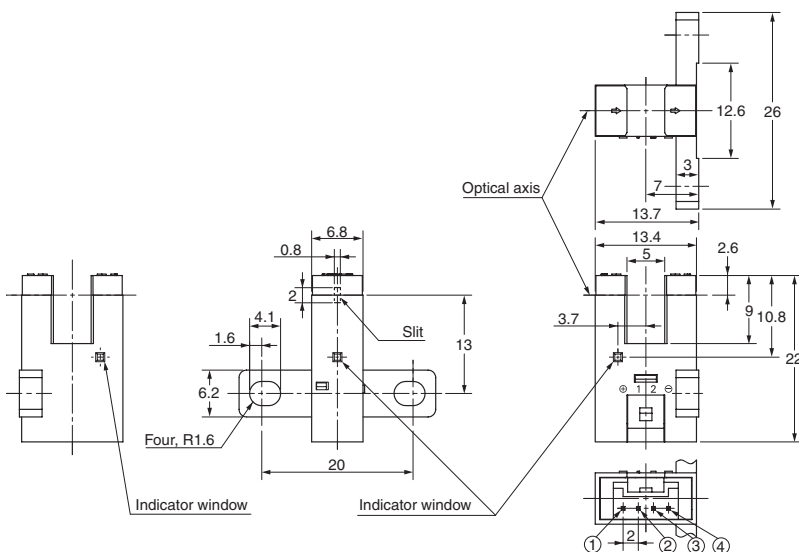 12.6
26
3
7
Optical axis
13.7
6.8
13.4
0.8
5
2.6
2
4.1
Slit
3.7
9
10.8
1.6
13
22
6.2
⊕ 1 2 ⊖
Four, R1.6
20
Indicator window
Indicator window
① 2 ② ③ ④